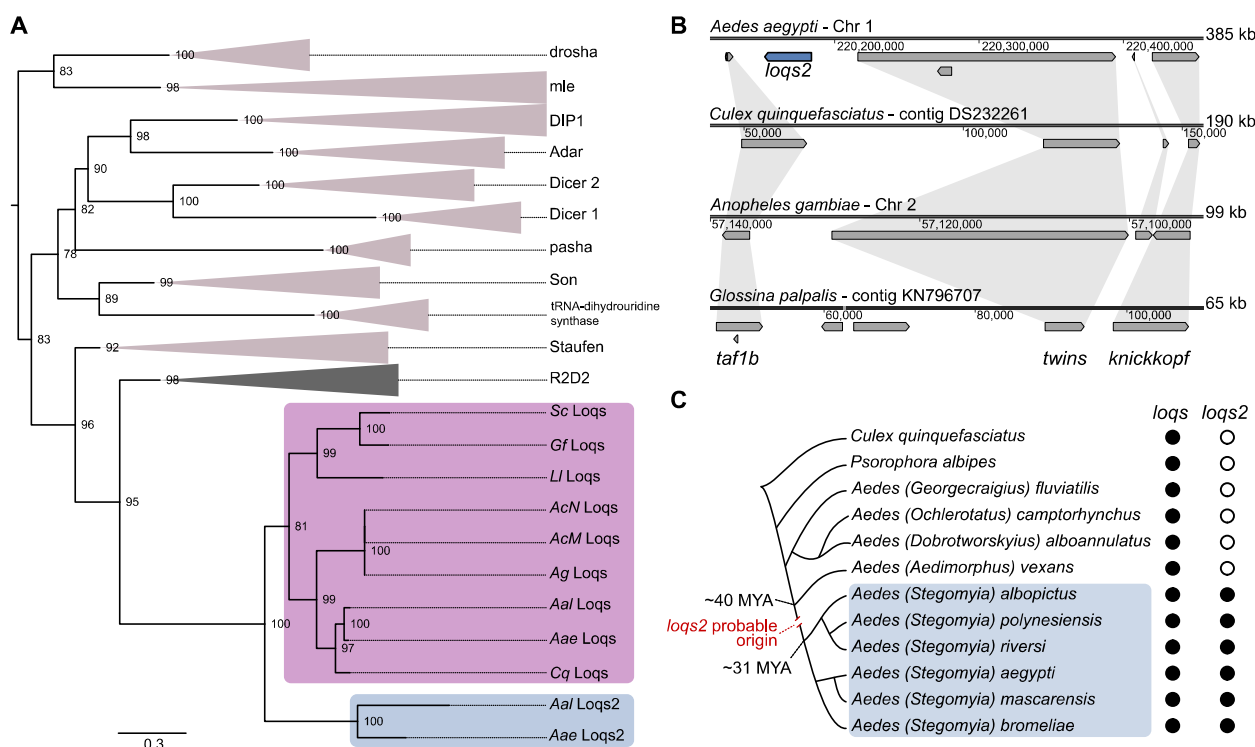 A
drosha
100
83
mle
98
DIP1
100
98
Adar
100
90
Dicer 2
100
100
82
Dicer 1
100
pasha
100
78
Son
99
89
tRNA-dihydrouridine
synthase
100
83
Staufen
92
R2D2
98
96
Sc Loqs
100
Gf Loqs
99
Ll Loqs
95
AcN Loqs
81
AcM Loqs
100
Ag Loqs
99
Aal Loqs
100
100
Aae Loqs
97
Cq Loqs
Aal Loqs2
100
Aae Loqs2
0.3
B
Aedes aegypti - Chr 1
385 kb
220,200,000
220,300,000
220,400,000
loqs2
Culex quinquefasciatus - contig DS232261
190 kb
50,000
100,000
150,000
Anopheles gambiae - Chr 2
99 kb
57,140,000
57,120,000
57,100,000
Glossina palpalis - contig KN796707
65 kb
60,000
80,000
100,000
taf1b
twins
knickkopf
C
loqs loqs2
Culex quinquefasciatus
Psorophora albipes
Aedes (Georgecraigius) fluviatilis
Aedes (Ochlerotatus) camptorhynchus
Aedes (Dobrotworskyius) alboannulatus
Aedes (Aedimorphus) vexans
~40 MYA
Aedes (Stegomyia) albopictus
loqs2 probable
origin
Aedes (Stegomyia) polynesiensis
Aedes (Stegomyia) riversi
~31 MYA
Aedes (Stegomyia) aegypti
Aedes (Stegomyia) mascarensis
Aedes (Stegomyia) bromeliae